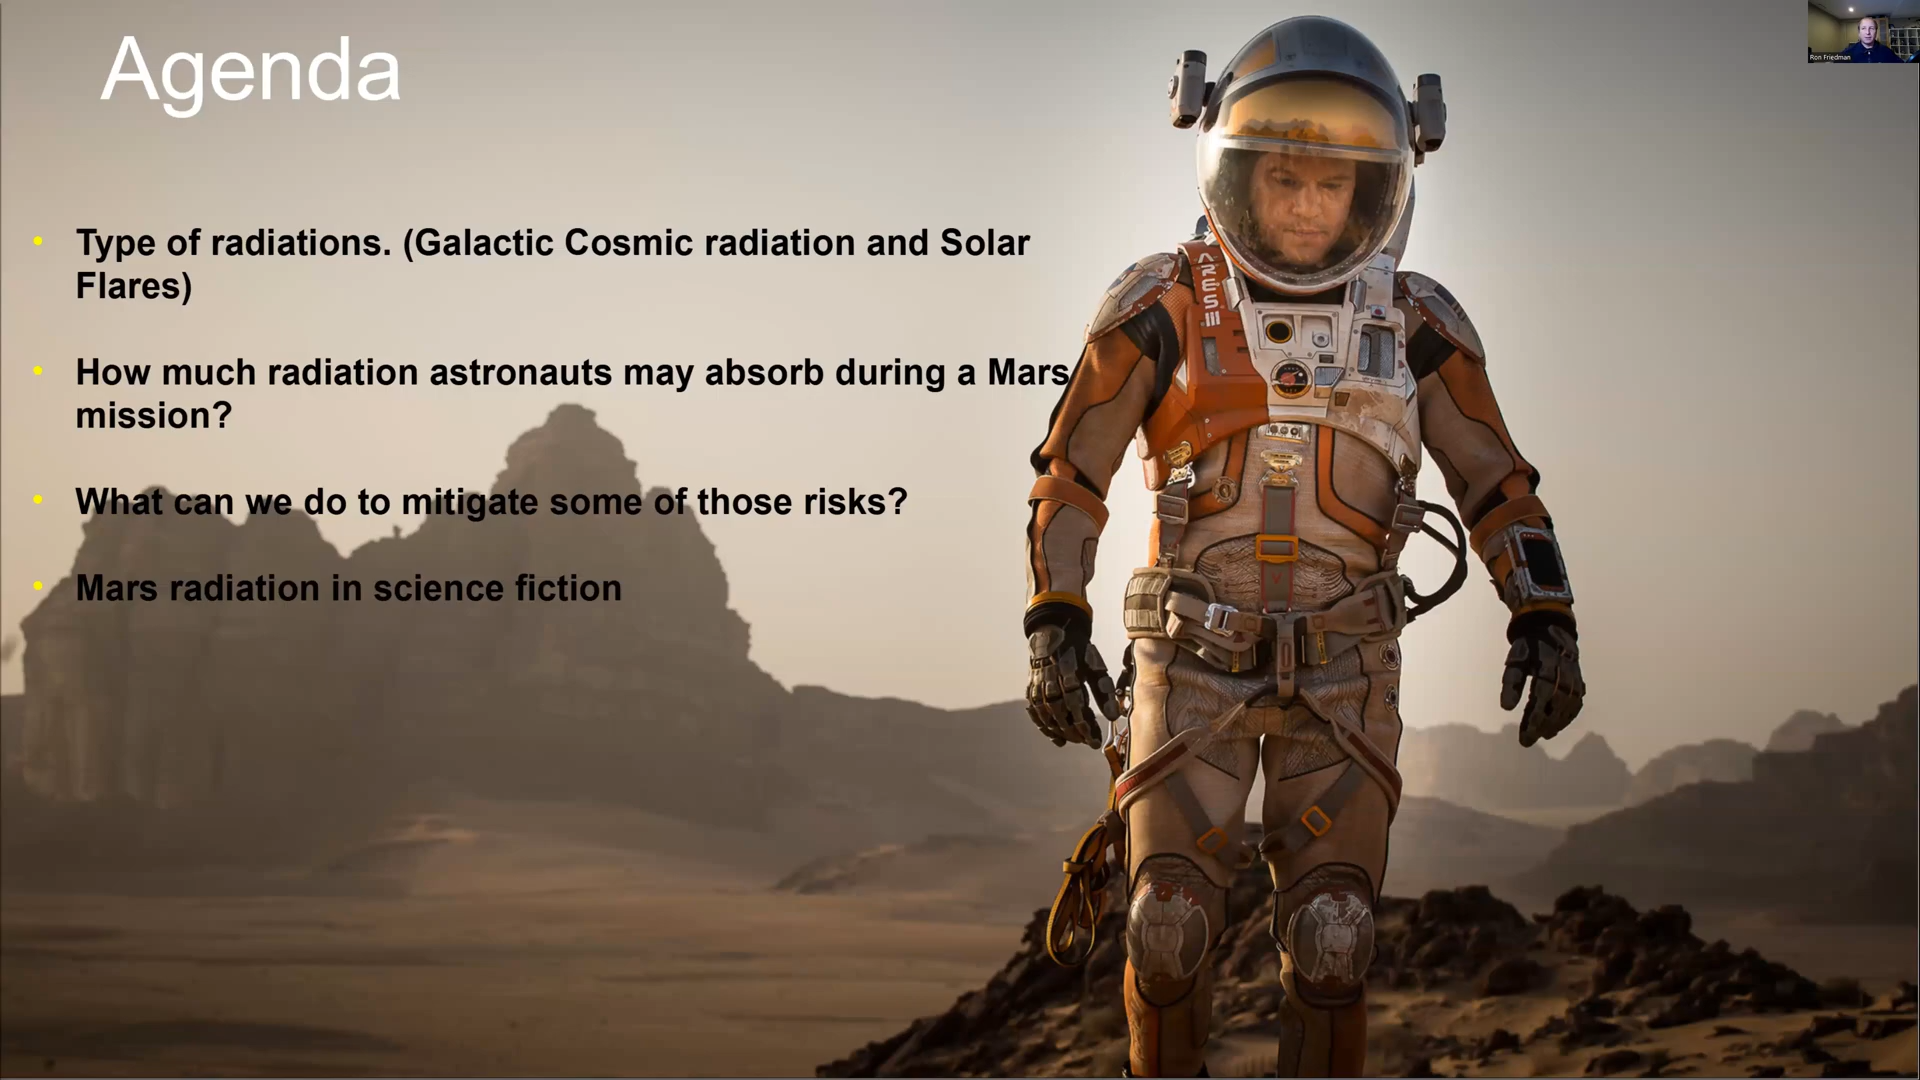 Agenda
Ron Friedman
• Type of radiations. (Galactic Cosmic radiation and Solar
Flares)
• How much radiation astronauts may absorb during a Mars
mission?
• What can we do to mitigate some of those risks?
• Mars radiation in science fiction
ARES III